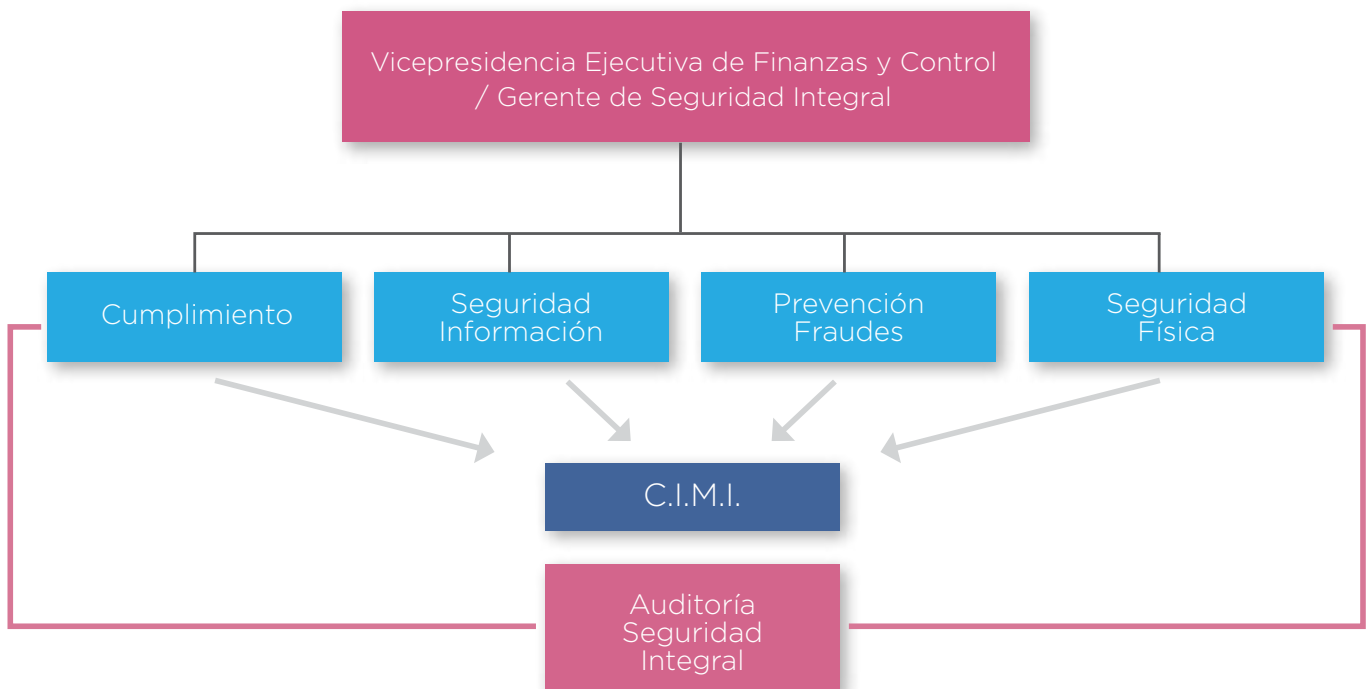 Vicepresidencia Ejecutiva de Finanzas y Control
/ Gerente de Seguridad Integral
Cumplimiento
Seguridad
Información
Prevención
Fraudes
Seguridad
Física
C.I.M.I.
Auditoría
Seguridad
Integral